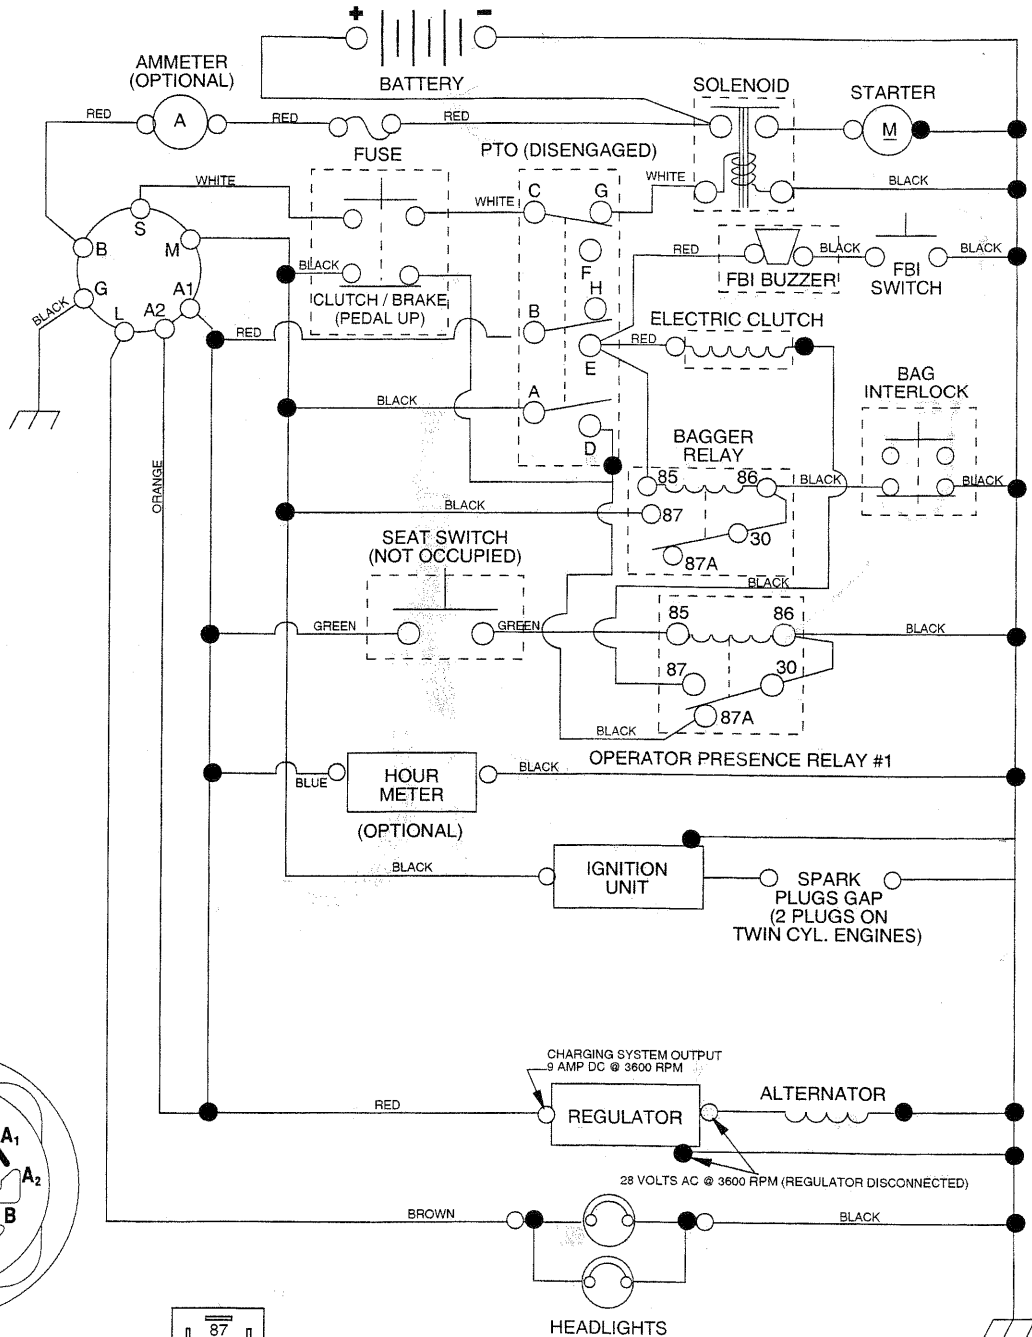 + -
BATTERY
AMMETER
(OPTIONAL)
SOLENOID
STARTER
RED
A
RED
RED
M
FUSE
PTO (DISENGAGED)
WHITE
WHITE
C
G
WHITE
BLACK
S
B
M
F
RED
BLACK
BLACK
FBI BUZZER
FBI
SWITCH
BLACK
G
L
A2
A1
BLACK
CLUTCH / BRAKE
(PEDAL UP)
H
B
RED
ELECTRIC CLUTCH
RED
E
BAG
INTERLOCK
A
BLACK
D
BAGGER
RELAY
ORANGE
85
86
BLACK
BLACK
BLACK
87
30
87A
SEAT SWITCH
(NOT OCCUPIED)
BLACK
85
86
GREEN
GREEN
BLACK
87
30
87A
BLACK
OPERATOR PRESENCE RELAY #1
BLUE
HOUR
METER
BLACK
(OPTIONAL)
BLACK
IGNITION
UNIT
SPARK
PLUGS GAP
(2 PLUGS ON
TWIN CYL. ENGINES)
CHARGING SYSTEM OUTPUT
9 AMP DC @ 3600 RPM
RED
REGULATOR
ALTERNATOR
28 VOLTS AC @ 3600 RPM (REGULATOR DISCONNECTED)
A1
A2
B
BROWN
BLACK
HEADLIGHTS
87